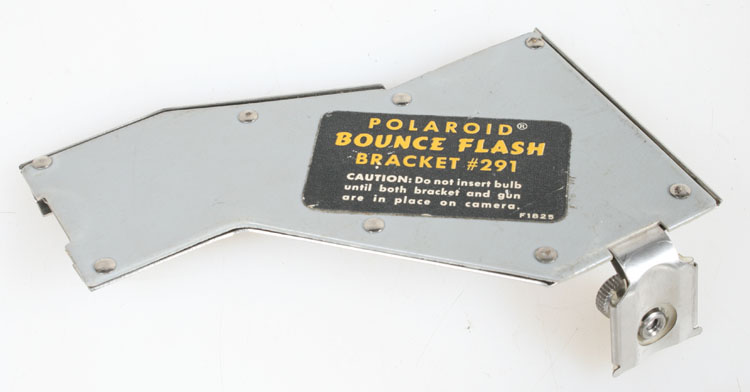 POLAROID®
BOUNCE FLASH
BRACKET #291
CAUTION: Do not insert bulb
until both bracket and gun
are in place on camera.
F1825